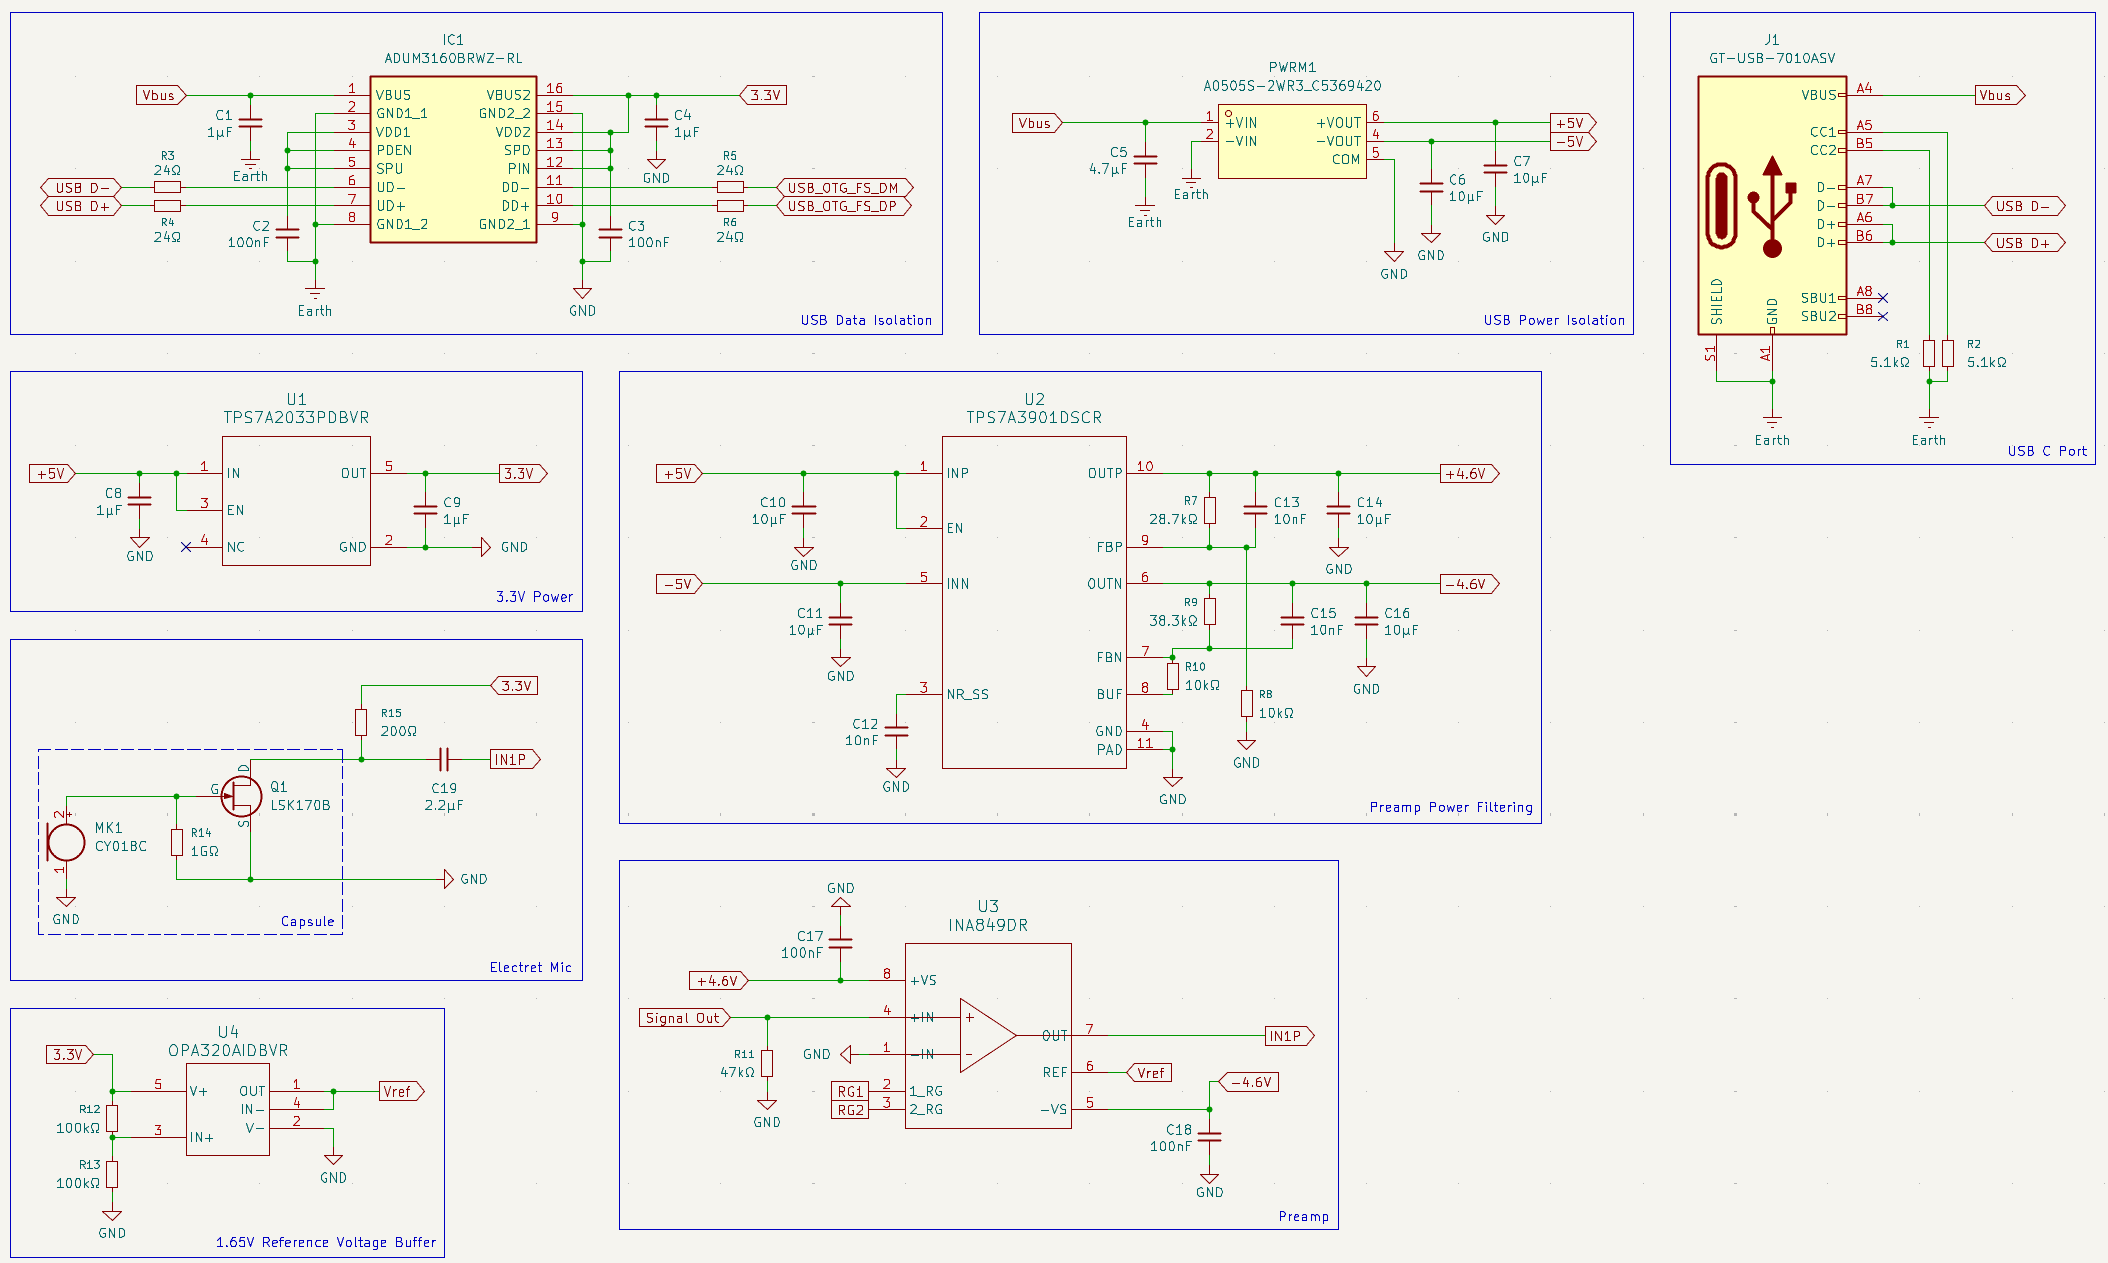 IC1
ADUM3160BRWZ-RL
Vbus
C1
1µF
Earth
1 VBUS
2 GND1_1
3 VDD1
4 PDEN
5 SPU
6 UD-
7 UD+
8 GND1_2
VBUS2 16
GND2_2 15
VDD2 14
SPD 13
PIN 12
DD- 11
DD+ 10
GND2_1 9
3.3V
C4
1µF
GND
R3
24Ω
USB D-
USB D+
R4
24Ω
R5
24Ω
USB_OTG_FS_DM
USB_OTG_FS_DP
R6
24Ω
C2
100nF
C3
100nF
Earth
GND
USB Data Isolation
PWRM1
A0505S-2WR3_C5369420
Vbus
1 +VIN
2 -VIN
+VOUT 6
-VOUT 4
COM 5
+5V
-5V
C5
4.7µF
Earth
Earth
C6
10µF
C7
10µF
GND
GND
GND
USB Power Isolation
J1
GT-USB-7010ASV
VBUS A4
CC1 A5
CC2 B5
D- A7
D- B7
D+ A6
D+ B6
SBU1 A8
SBU2 B8
SHIELD
GND
S1
A1
Vbus
USB D-
USB D+
R1
5.1kΩ
R2
5.1kΩ
Earth
Earth
USB C Port
U1
TPS7A2033PDBVR
+5V
C8
1µF
GND
1 IN
3 EN
4 NC
OUT 5
GND 2
3.3V
C9
1µF
GND
3.3V Power
U2
TPS7A3901DSCR
+5V
C10
10µF
GND
-5V
C11
10µF
GND
C12
10nF
GND
1 INP
2 EN
5 INN
3 NR_SS
OUTP 10
FBP 9
OUTN 6
FBN 7
BUF 8
GND 4
PAD 11
R7
28.7kΩ
C13
10nF
C14
10µF
+4.6V
GND
-4.6V
R9
38.3kΩ
C15
10nF
C16
10µF
GND
R10
10kΩ
R8
10kΩ
GND
GND
Preamp Power Filtering
3.3V
R15
200Ω
C19
2.2µF
IN1P
D
G
S
Q1
LSK170B
MK1
CY01BC
2
+
1
R14
1GΩ
GND
GND
Capsule
Electret Mic
GND
C17
100nF
U3
INA849DR
+4.6V
Signal Out
R11
47kΩ
GND
GND
RG1
RG2
8 +VS
4 +IN
1 -IN
2 1_RG
3 2_RG
+
-
OUT 7
REF 6
-VS 5
IN1P
Vref
-4.6V
C18
100nF
GND
Preamp
U4
OPA320AIDBVR
3.3V
R12
100kΩ
R13
100kΩ
GND
5 V+
3 IN+
OUT 1
IN- 4
V- 2
Vref
GND
1.65V Reference Voltage Buffer